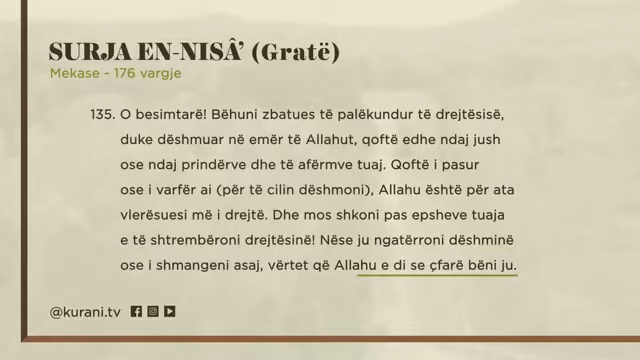 SURJA EN-NISÂ’ (Gratë)
Mekase - 176 vargje
135. O besimtarë! Bëhuni zbatues të palëkundur të drejtësisë,
duke dëshmuar në emër të Allahut, qoftë edhe ndaj jush
ose ndaj prindërve dhe të afërmve tuaj. Qoftë i pasur
ose i varfër ai (për të cilin dëshmoni), Allahu është për ata
vlerësuesi më i drejtë. Dhe mos shkoni pas epsheve tuaja
e të shtrembëroni drejtësinë! Nëse ju ngatërroni dëshminë
ose i shmangeni asaj, vërtet që Allahu e di se çfarë bëni ju.
@kurani.tv